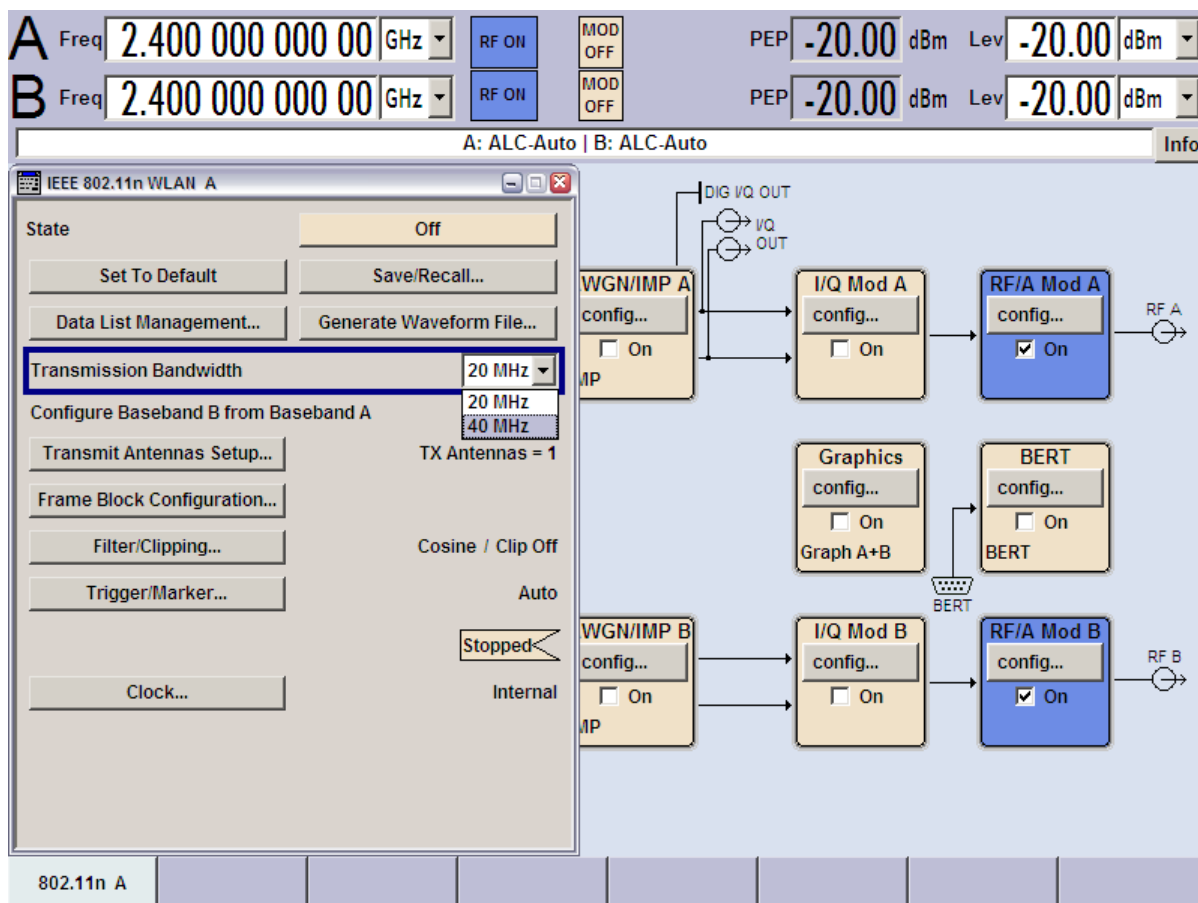 A Freq 2.400 000 000 00 GHz RF ON MOD OFF PEP -20.00 dBm Lev -20.00 dBm
B Freq 2.400 000 000 00 GHz RF ON MOD OFF PEP -20.00 dBm Lev -20.00 dBm
A: ALC-Auto | B: ALC-Auto Info
IEEE 802.11n WLAN A
State Off
Set To Default Save/Recall...
Data List Management... Generate Waveform File...
Transmission Bandwidth 20 MHz
20 MHz
40 MHz
Configure Baseband B from Baseband A
Transmit Antennas Setup... TX Antennas = 1
Frame Block Configuration...
Filter/Clipping... Cosine / Clip Off
Trigger/Marker... Auto
Stopped
Clock... Internal
DIG I/Q OUT
I/Q
OUT
WGN/IMP A
config...
On
MP
I/Q Mod A
config...
On
RF/A Mod A
config...
On
RF A
Graphics
config...
On
Graph A+B
BERT
config...
On
BERT
BERT
WGN/IMP B
config...
On
MP
I/Q Mod B
config...
On
RF/A Mod B
config...
On
RF B
802.11n A